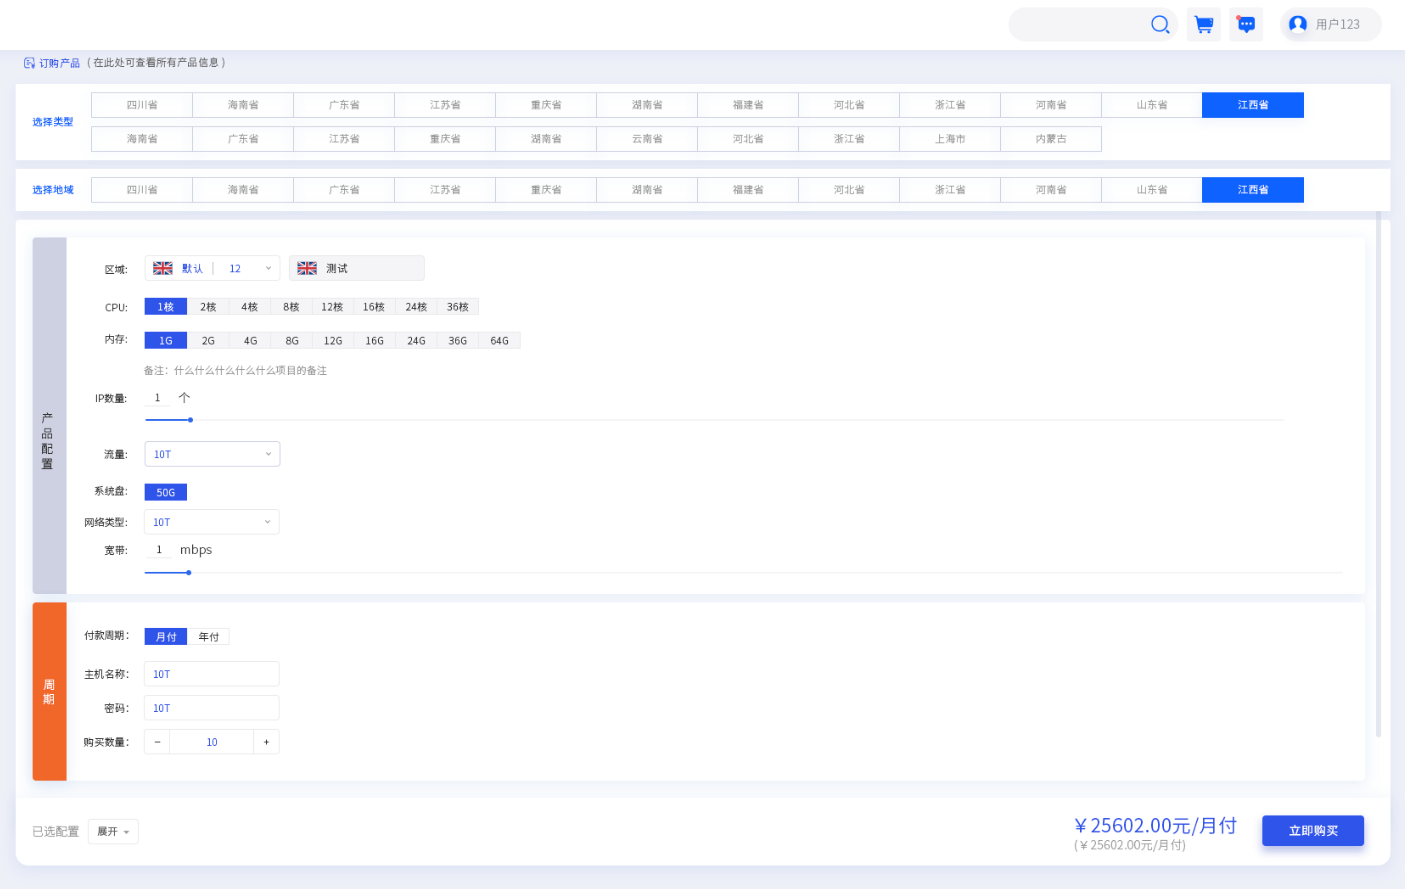 用户123
订购产品 ( 在此处可查看所有产品信息 )
选择类型
四川省 海南省 广东省 江苏省 重庆省 湖南省 福建省 河北省 浙江省 河南省 山东省 江西省
海南省 广东省 江苏省 重庆省 湖南省 云南省 河北省 浙江省 上海市 内蒙古
选择地域 四川省 海南省 广东省 江苏省 重庆省 湖南省 福建省 河北省 浙江省 河南省 山东省 江西省
产品配置
区域: 默认 | 12 测试
CPU: 1核 2核 4核 8核 12核 16核 24核 36核
内存: 1G 2G 4G 8G 12G 16G 24G 36G 64G
备注: 什么什么什么什么什么项目的备注
IP数量: 1 个
流量: 10T
系统盘: 50G
网络类型: 10T
宽带: 1 mbps
周期
付款周期: 月付 年付
主机名称: 10T
密码: 10T
购买数量: − 10 +
已选配置 展开
¥25602.00元/月付
(¥25602.00元/月付)
立即购买